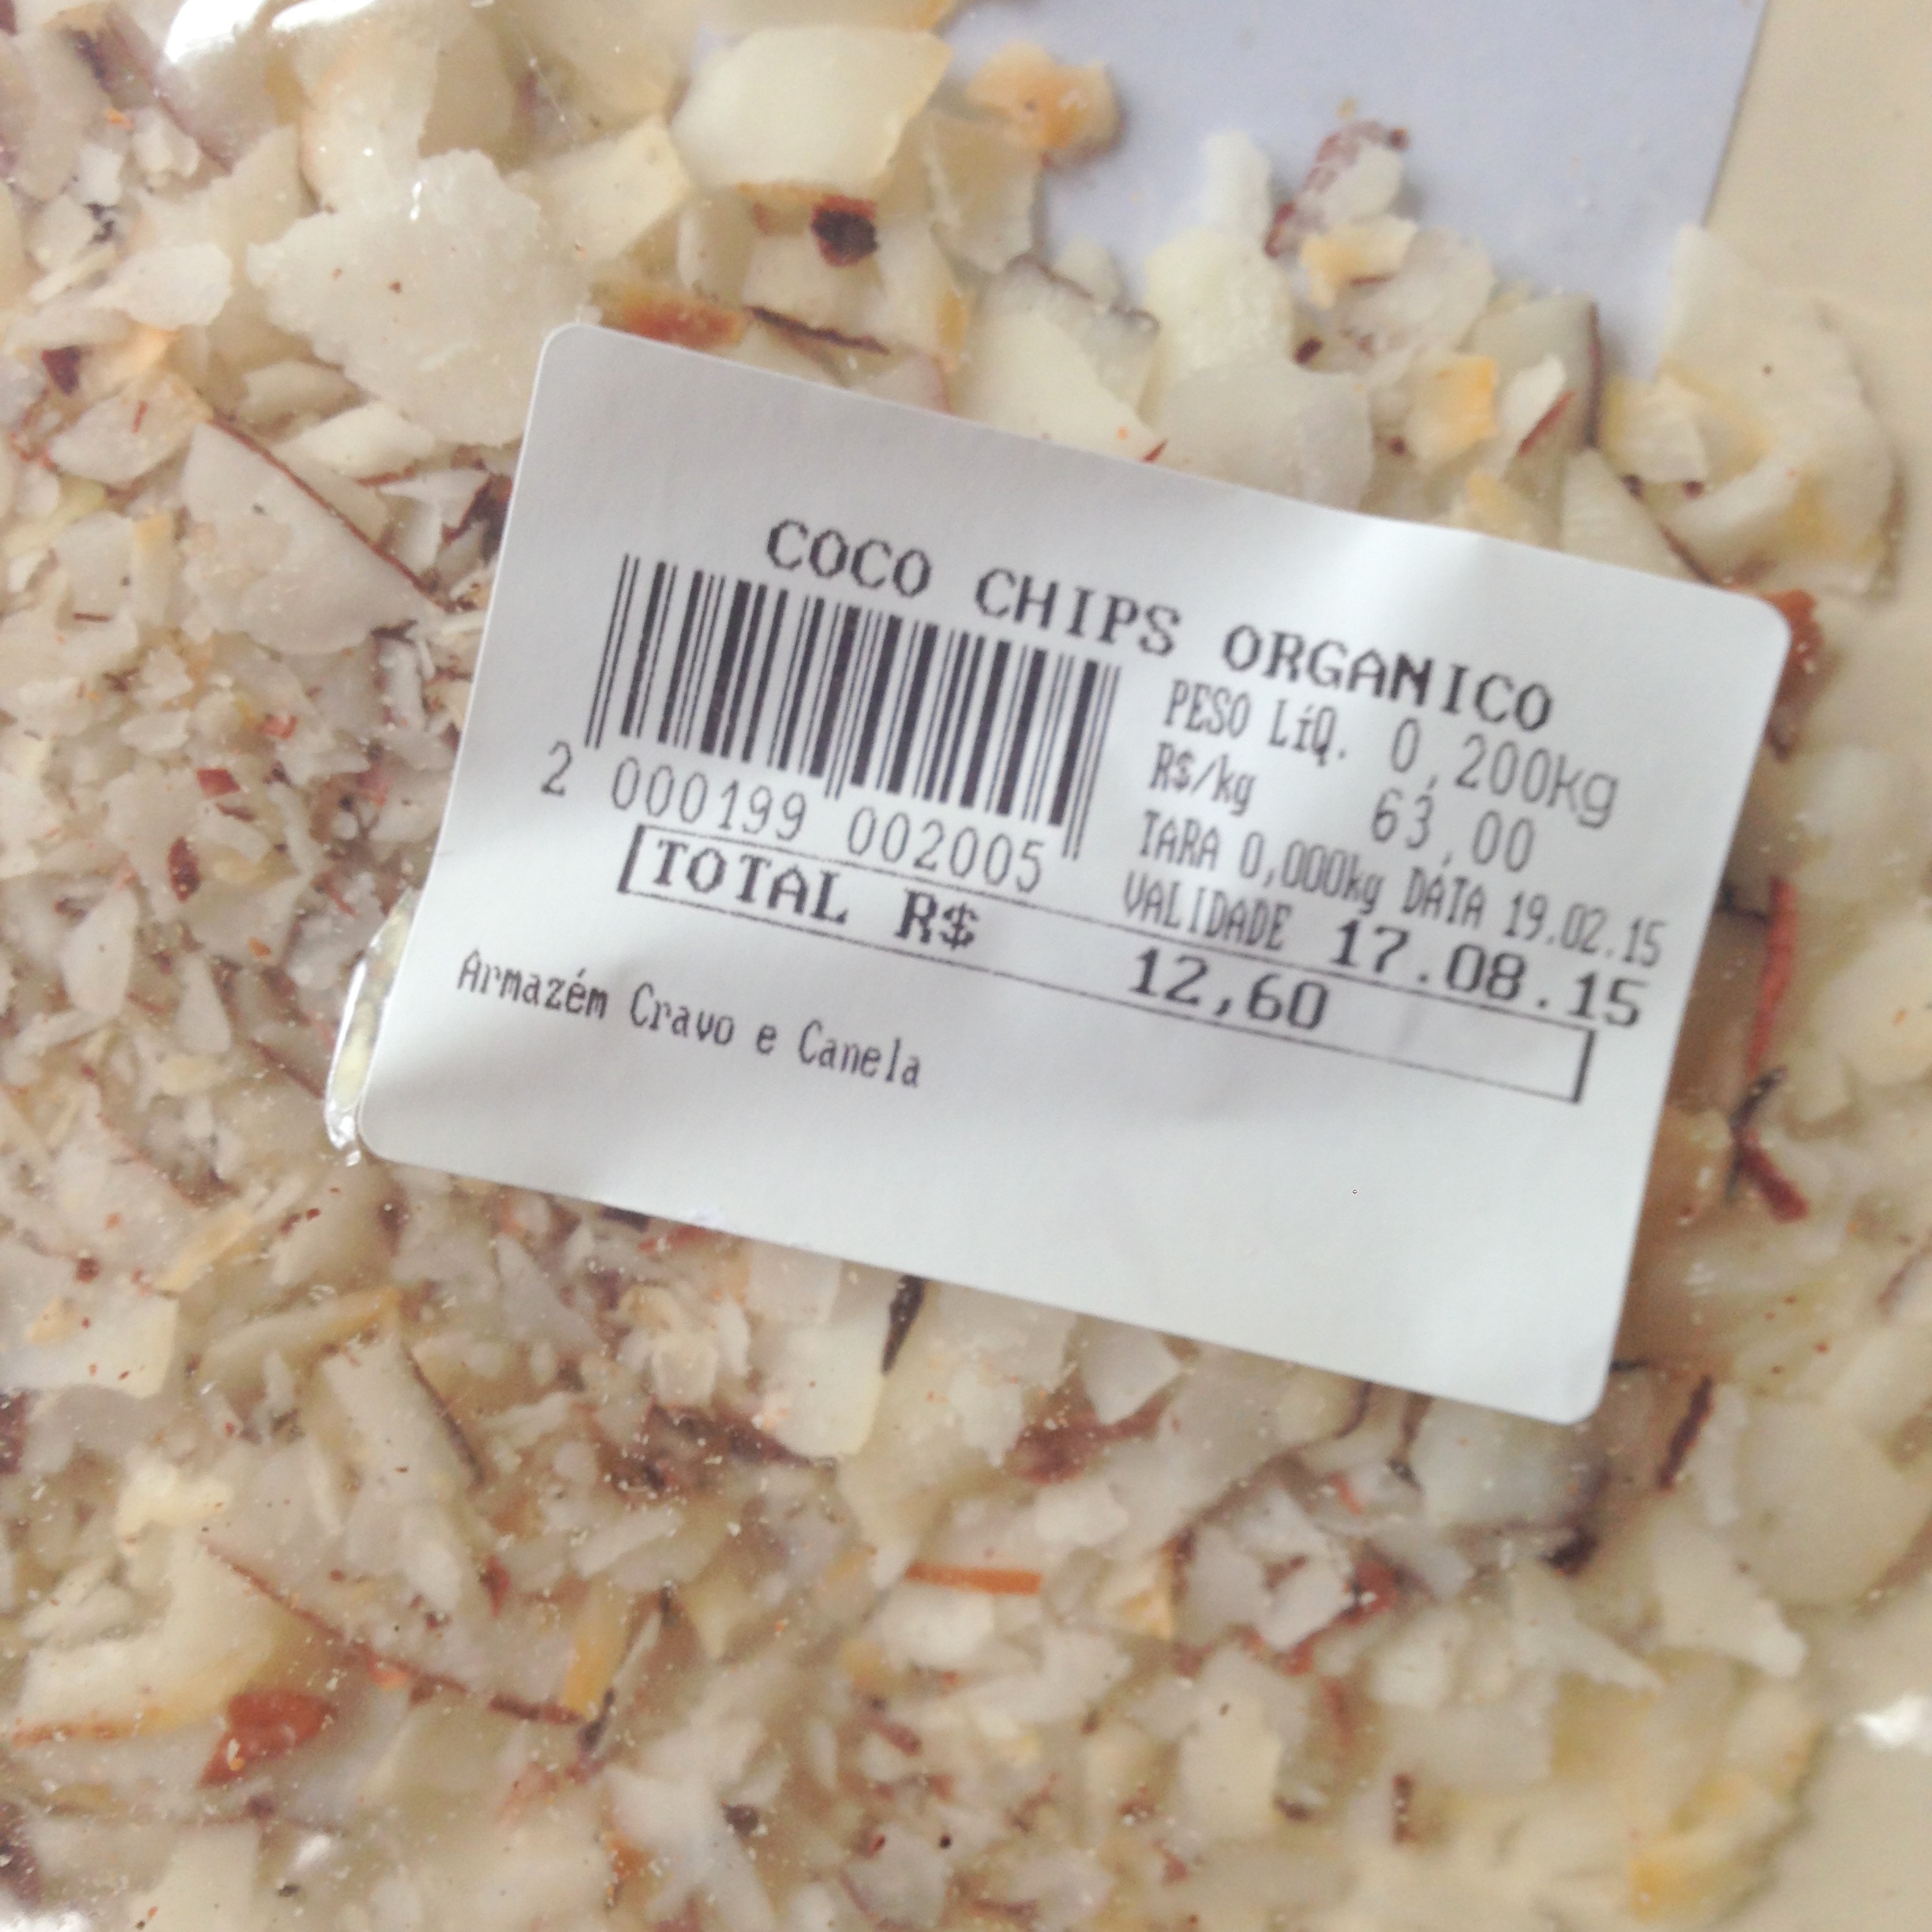 COCO CHIPS ORGANICO
PESO LíQ. 0,200kg
R$/kg 63,00
TARA 0,000kg DATA 19.02.15
VALIDADE 17.08.15
2 000199 002005
TOTAL R$ 12,60
Armazém Cravo e Canela